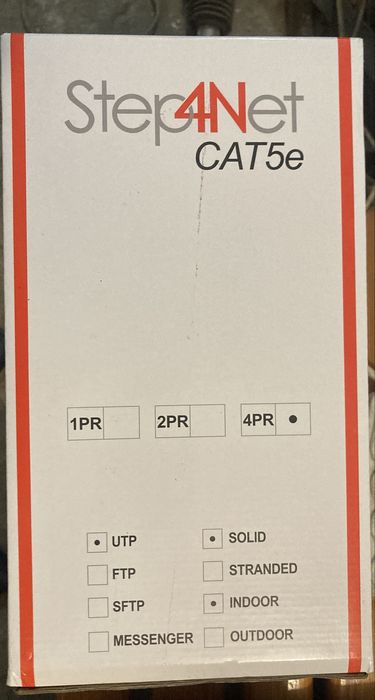 Step4Net
CAT5e
1PR 2PR 4PR •
• UTP • SOLID
FTP STRANDED
SFTP • INDOOR
MESSENGER OUTDOOR